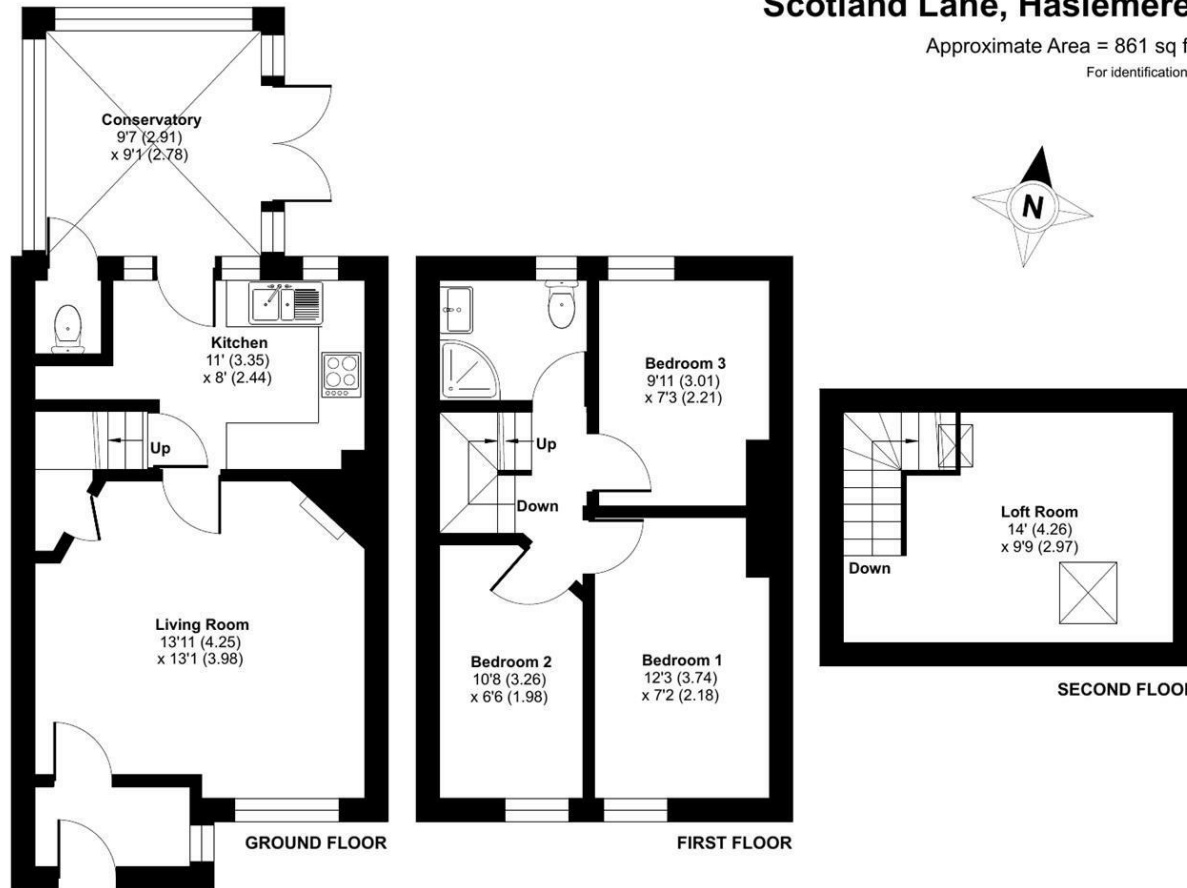 Scotland Lane, Haslemere
Approximate Area = 861 sq f
For identification
N
Conservatory
9'7 (2.91)
x 9'1 (2.78)
Kitchen
11' (3.35)
x 8' (2.44)
Up
Living Room
13'11 (4.25)
x 13'1 (3.98)
GROUND FLOOR
Bedroom 3
9'11 (3.01)
x 7'3 (2.21)
Up
Down
Bedroom 2
10'8 (3.26)
x 6'6 (1.98)
Bedroom 1
12'3 (3.74)
x 7'2 (2.18)
FIRST FLOOR
Loft Room
14' (4.26)
x 9'9 (2.97)
Down
SECOND FLOOR